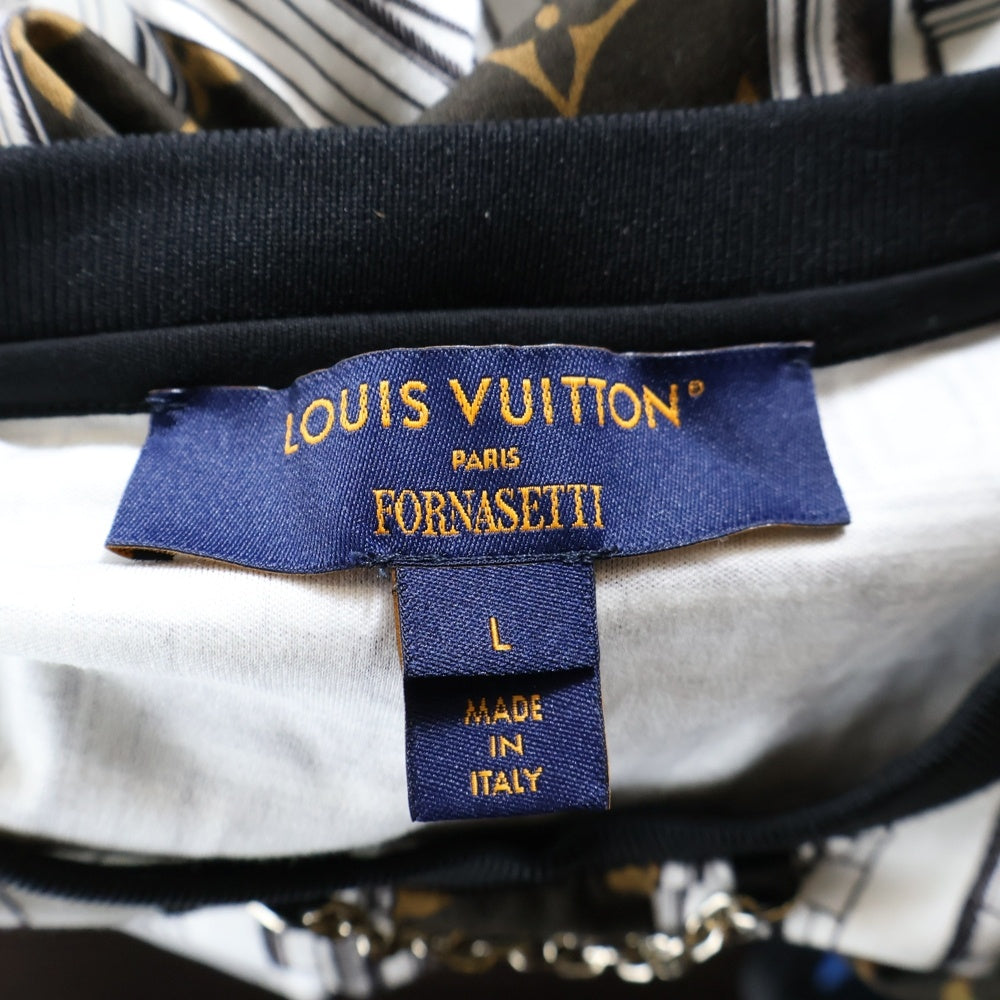 LOUIS VUITTON®
PARIS
FORNASETTI
L
MADE
IN
ITALY